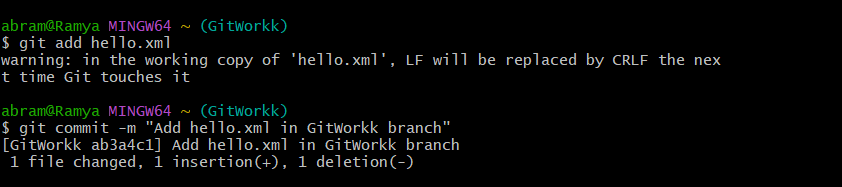 abram@Ramya MINGW64 ~ (GitWorkk)
$ git add hello.xml
warning: in the working copy of 'hello.xml', LF will be replaced by CRLF the nex
t time Git touches it
abram@Ramya MINGW64 ~ (GitWorkk)
$ git commit -m "Add hello.xml in GitWorkk branch"
[GitWorkk ab3a4c1] Add hello.xml in GitWorkk branch
 1 file changed, 1 insertion(+), 1 deletion(-)